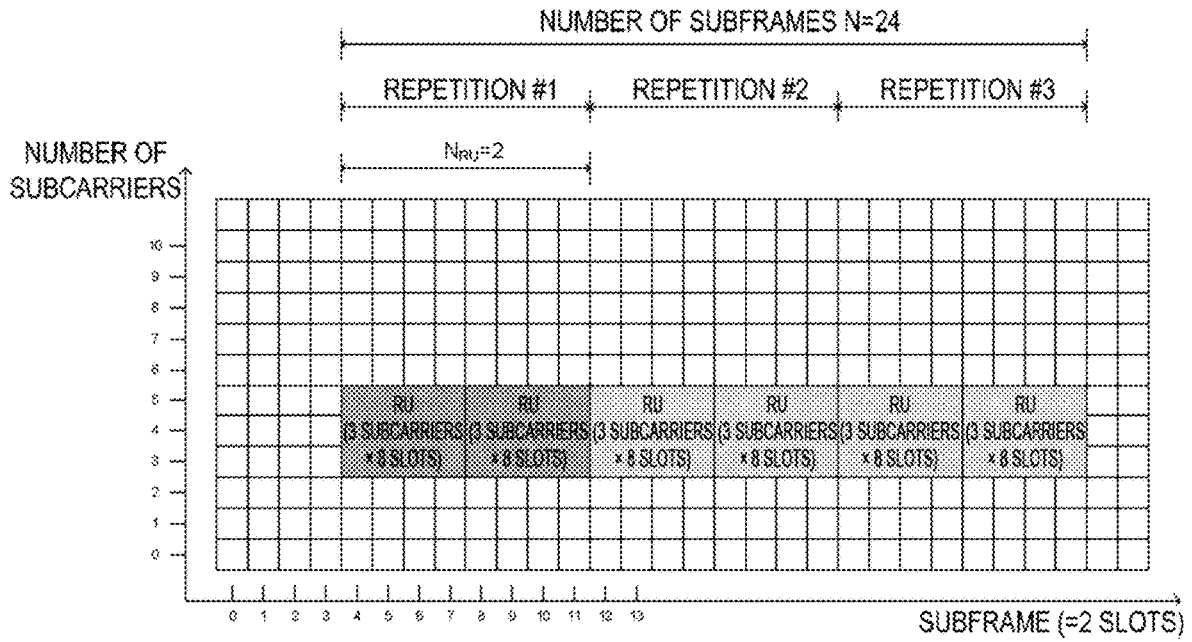 NUMBER OF SUBFRAMES N=24
REPETITION #1 REPETITION #2 REPETITION #3
NRU=2
NUMBER OF
SUBCARRIERS
10
9
8
7
6
5
4
3
2
1
0
RU RU RU RU RU RU
(3 SUBCARRIERS (3 SUBCARRIERS (3 SUBCARRIERS (3 SUBCARRIERS (3 SUBCARRIERS (3 SUBCARRIERS
× 8 SLOTS) × 8 SLOTS) × 8 SLOTS) × 8 SLOTS) × 8 SLOTS) × 8 SLOTS)
0 1 2 3 4 5 6 7 8 9 10 11 12 13
SUBFRAME (=2 SLOTS)